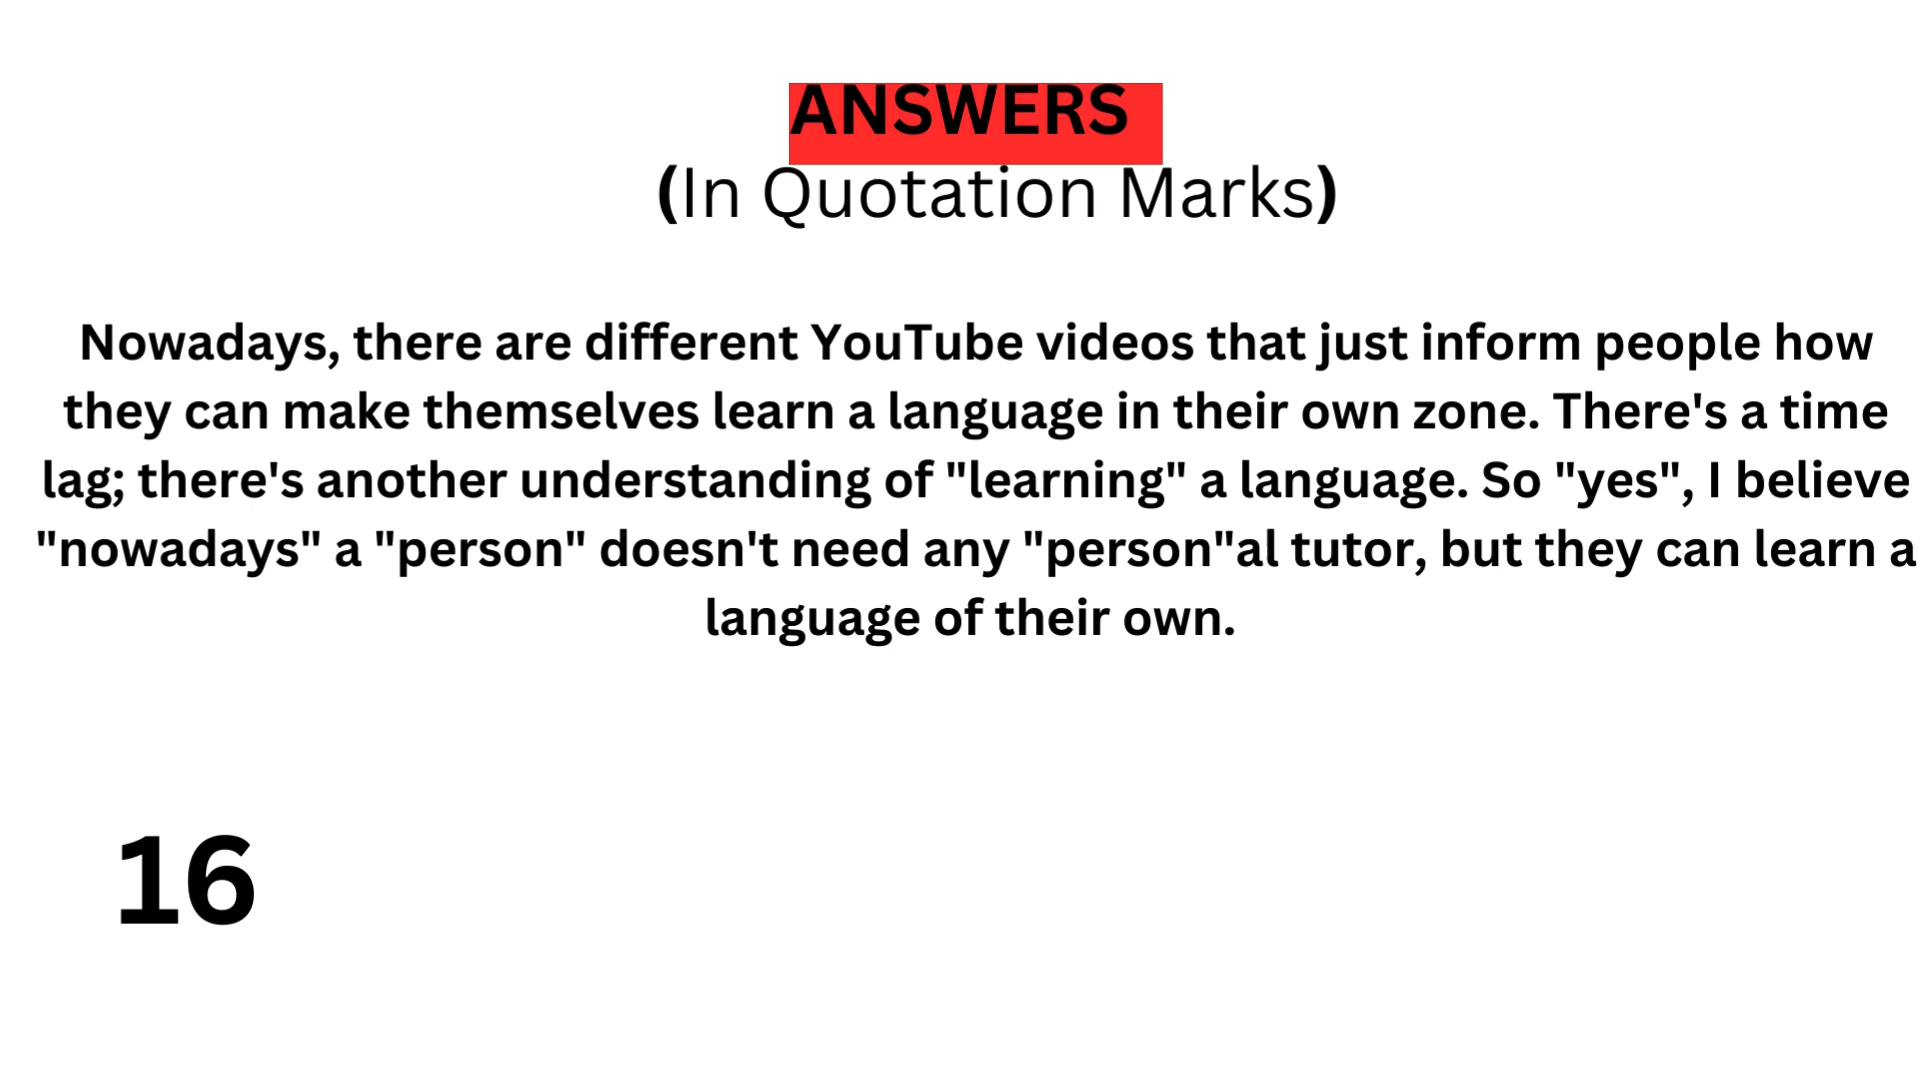 ANSWERS
(In Quotation Marks)
Nowadays, there are different YouTube videos that just inform people how
they can make themselves learn a language in their own zone. There's a time
lag; there's another understanding of "learning" a language. So "yes", I believe
"nowadays" a "person" doesn't need any "person"al tutor, but they can learn a
language of their own.
16